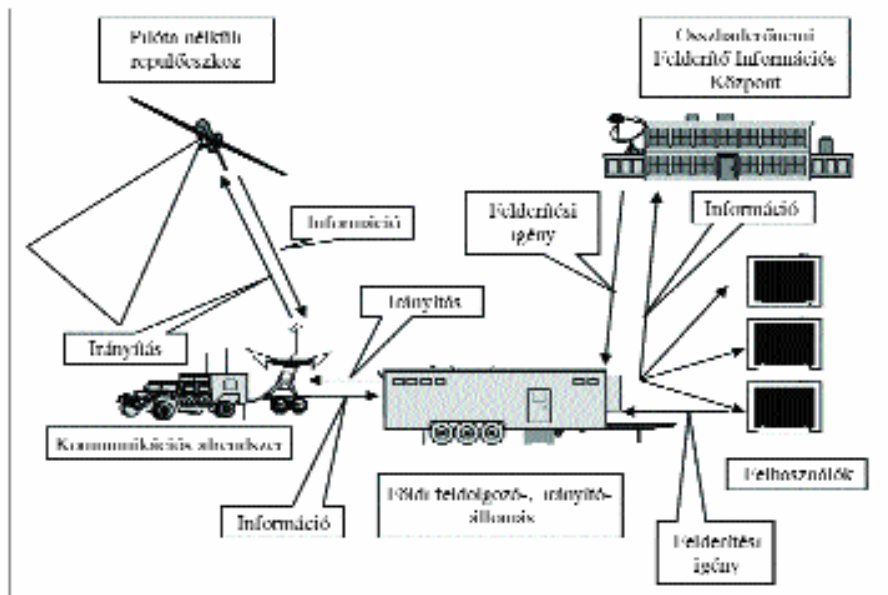 Pilóta nélküli
repülőeszköz
Összhaderőnemi
Felderítő Információs
Központ
Információ
Felderítési
igény
Információ
Irányítás
Irányítás
Kommunikációs alrendszer
Információ
Földi feldolgozó-, irányító-
állomás
Felhasználók
Felderítési
igény